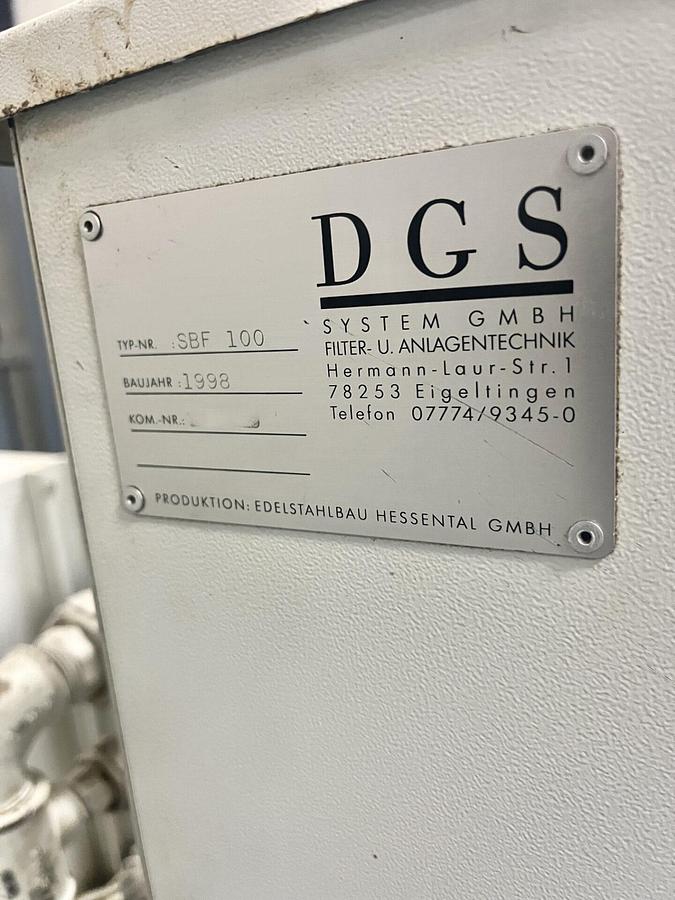 DGS
SYSTEM GMBH
FILTER- U. ANLAGENTECHNIK
Hermann-Laur-Str. 1
78253 Eigeltingen
Telefon 07774/9345-0
TYP-NR. :SBF 100
BAUJAHR :1998
KOM.-NR.:
PRODUKTION: EDELSTAHLBAU HESSENTAL GMBH